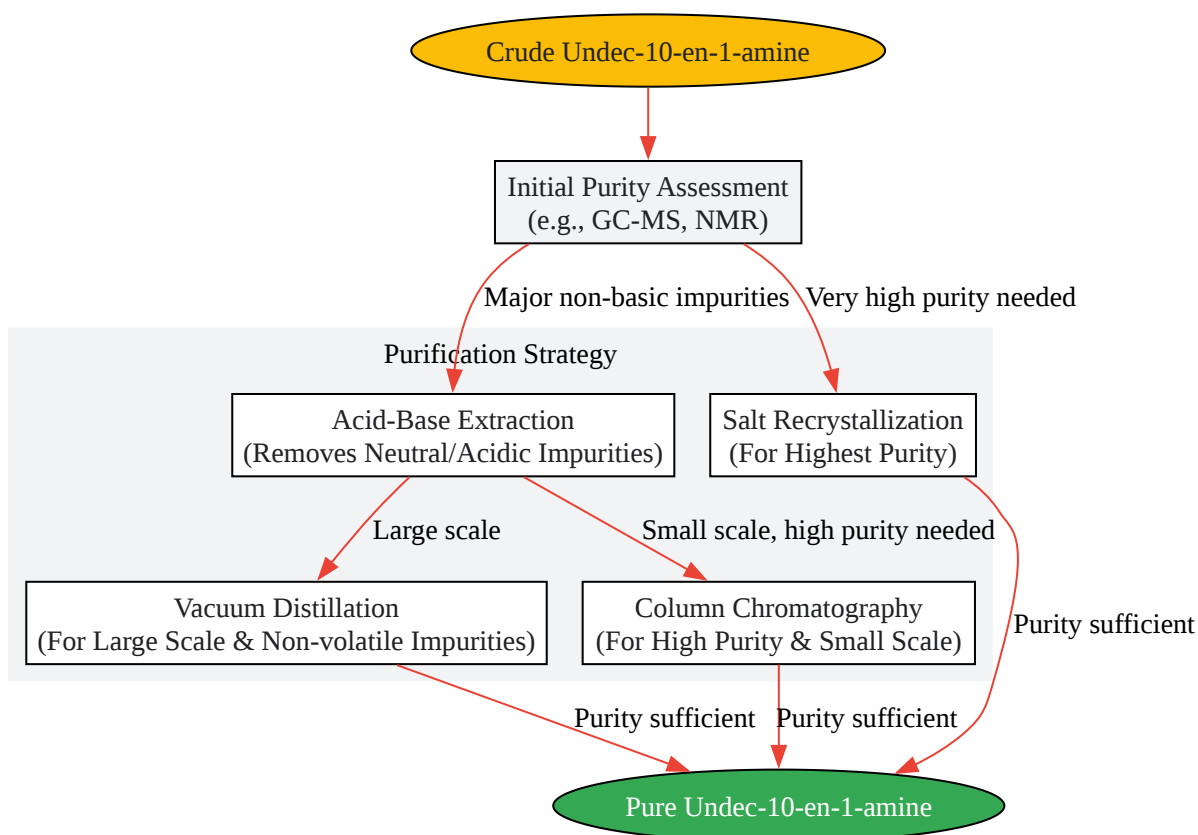 Crude Undec-10-en-1-amine
Initial Purity Assessment
(e.g., GC-MS, NMR)
Major non-basic impurities
Very high purity needed
Purification Strategy
Acid-Base Extraction
(Removes Neutral/Acidic Impurities)
Salt Recrystallization
(For Highest Purity)
Large scale
Small scale, high purity needed
Vacuum Distillation
(For Large Scale & Non-volatile Impurities)
Column Chromatography
(For High Purity & Small Scale)
Purity sufficient
Purity sufficient
Purity sufficient
Pure Undec-10-en-1-amine